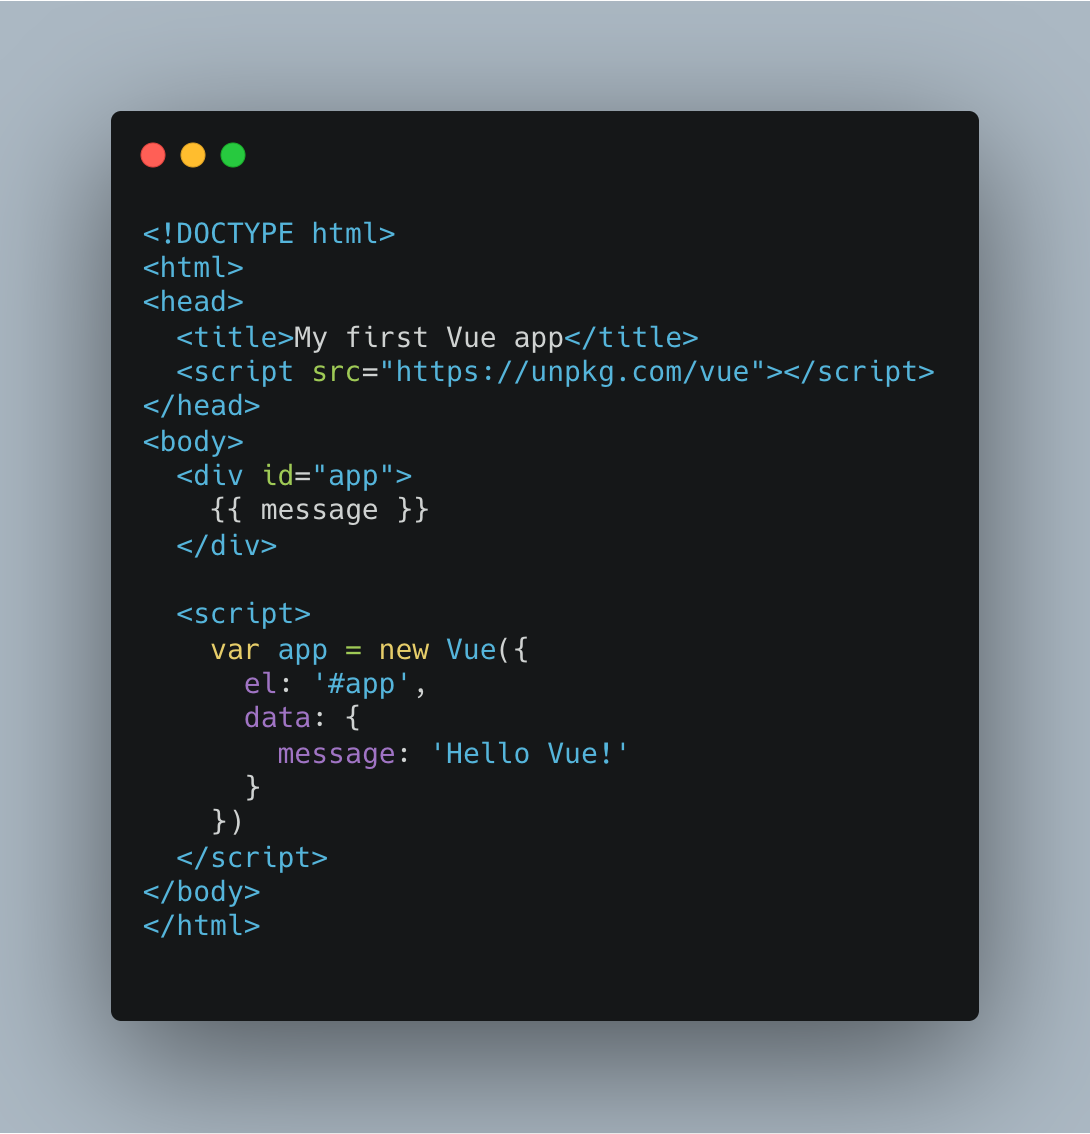 <!DOCTYPE html>
<html>
<head>
  <title>My first Vue app</title>
  <script src="https://unpkg.com/vue"></script>
</head>
<body>
  <div id="app">
    {{ message }}
  </div>

  <script>
    var app = new Vue({
      el: '#app',
      data: {
        message: 'Hello Vue!'
      }
    })
  </script>
</body>
</html>